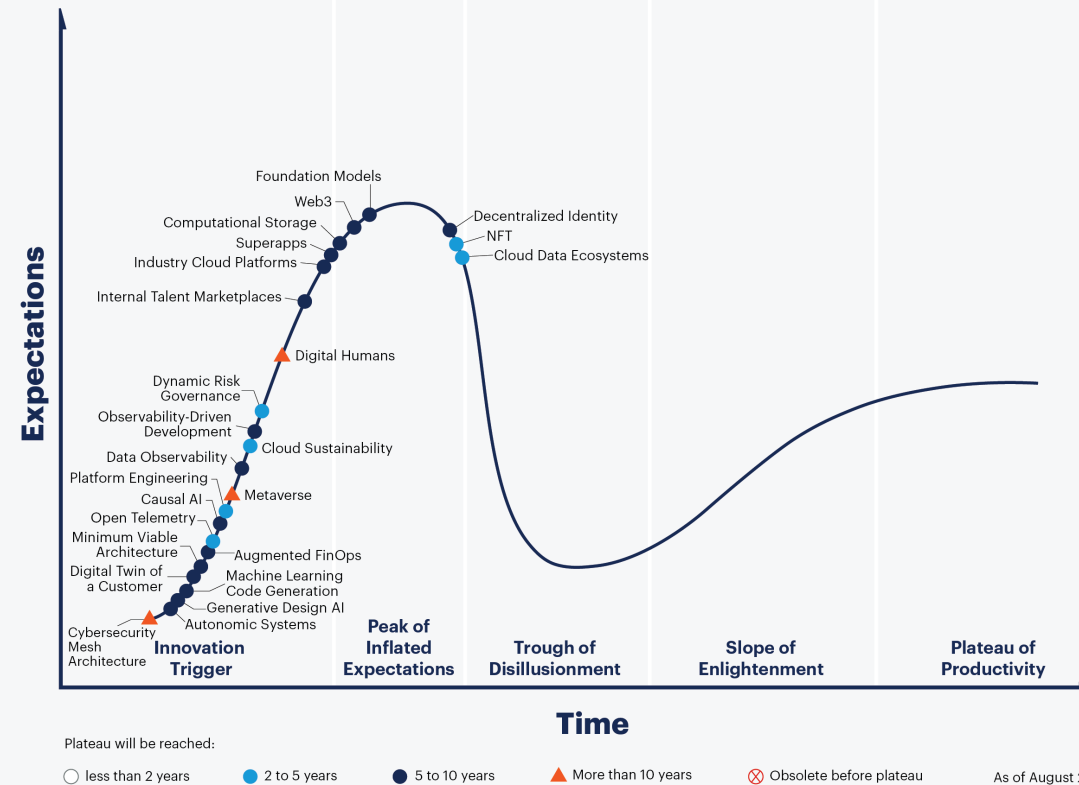 Expectations
Foundation Models
Web3
Computational Storage
Superapps
Industry Cloud Platforms
Internal Talent Marketplaces
Decentralized Identity
NFT
Cloud Data Ecosystems
Digital Humans
Dynamic Risk
Governance
Observability-Driven
Development
Cloud Sustainability
Data Observability
Platform Engineering
Metaverse
Causal AI
Open Telemetry
Minimum Viable
Architecture
Augmented FinOps
Digital Twin of
a Customer
Machine Learning
Code Generation
Generative Design AI
Autonomic Systems
Cybersecurity
Mesh
Architecture
Innovation
Trigger
Peak of
Inflated
Expectations
Trough of
Disillusionment
Slope of
Enlightenment
Plateau of
Productivity
Time
Plateau will be reached:
less than 2 years
2 to 5 years
5 to 10 years
More than 10 years
Obsolete before plateau
As of August